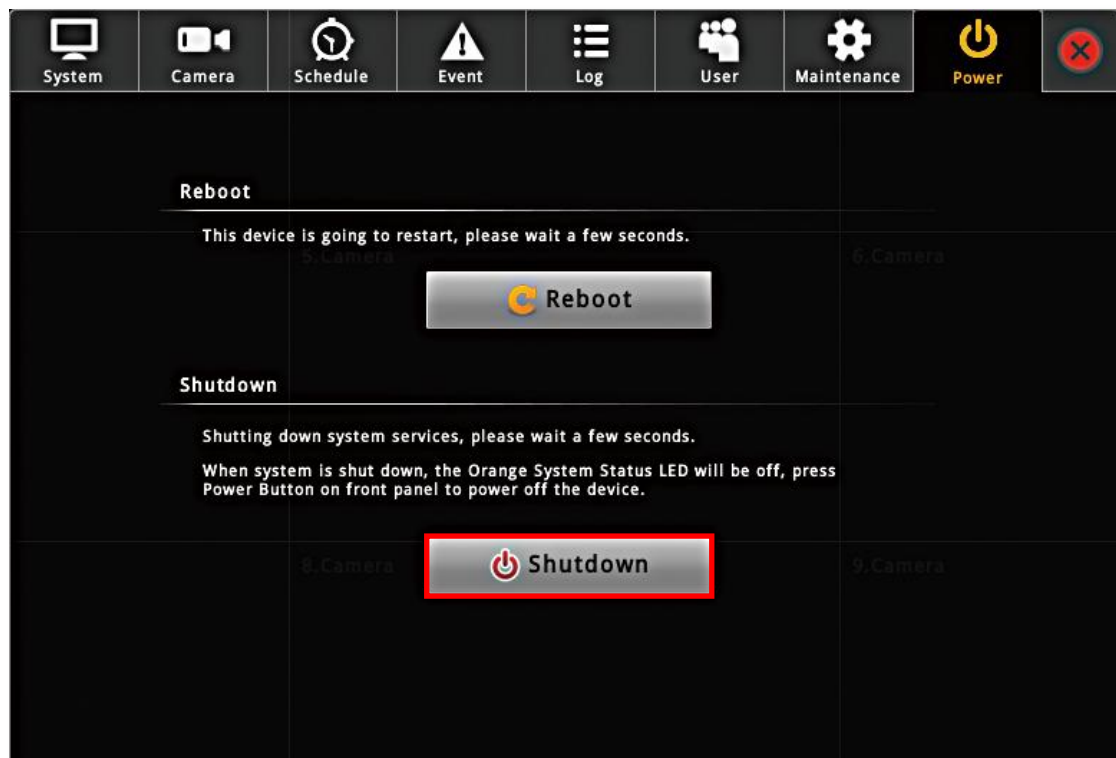 System Camera Schedule Event Log User Maintenance Power
Reboot
This device is going to restart, please wait a few seconds.
5.Camera 6.Camera
Reboot
Shutdown
Shutting down system services, please wait a few seconds.
When system is shut down, the Orange System Status LED will be off, press
Power Button on front panel to power off the device.
8.Camera Shutdown 9.Camera